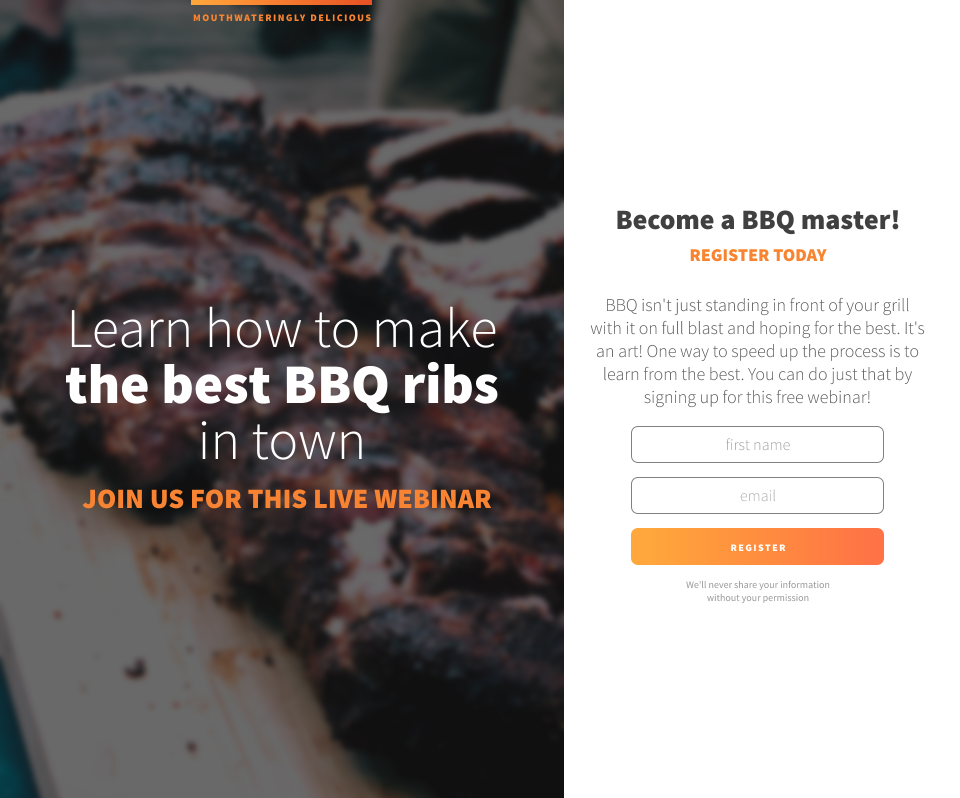 MOUTHWATERINGLY DELICIOUS
Learn how to make
the best BBQ ribs
in town
JOIN US FOR THIS LIVE WEBINAR
Become a BBQ master!
REGISTER TODAY
BBQ isn't just standing in front of your grill
with it on full blast and hoping for the best. It's
an art! One way to speed up the process is to
learn from the best. You can do just that by
signing up for this free webinar!
first name
email
REGISTER
We'll never share your information
without your permission